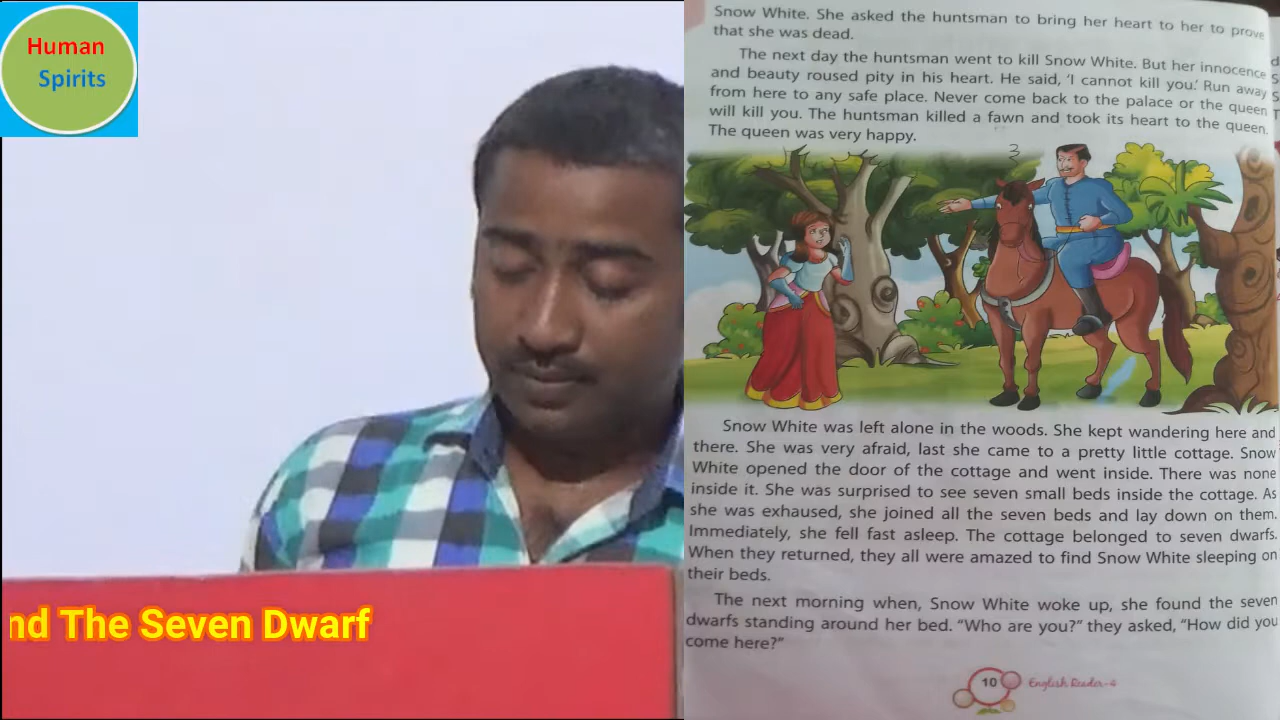 Human
Spirits
nd The Seven Dwarf
Snow White. She asked the huntsman to bring her heart to her to prove
that she was dead.
The next day the huntsman went to kill Snow White. But her innocence
and beauty roused pity in his heart. He said, 'I cannot kill you.' Run away
from here to any safe place. Never come back to the palace or the queen
will kill you. The huntsman killed a fawn and took its heart to the queen.
The queen was very happy.
3
Snow White was left alone in the woods. She kept wandering here and
there. She was very afraid, last she came to a pretty little cottage. Snow
White opened the door of the cottage and went inside. There was none
inside it. She was surprised to see seven small beds inside the cottage. As
she was exhaused, she joined all the seven beds and lay down on them.
Immediately, she fell fast asleep. The cottage belonged to seven dwarfs.
When they returned, they all were amazed to find Snow White sleeping on
their beds.
The next morning when, Snow White woke up, she found the seven
dwarfs standing around her bed. "Who are you?" they asked, "How did you
come here?"
10
English Reader-4